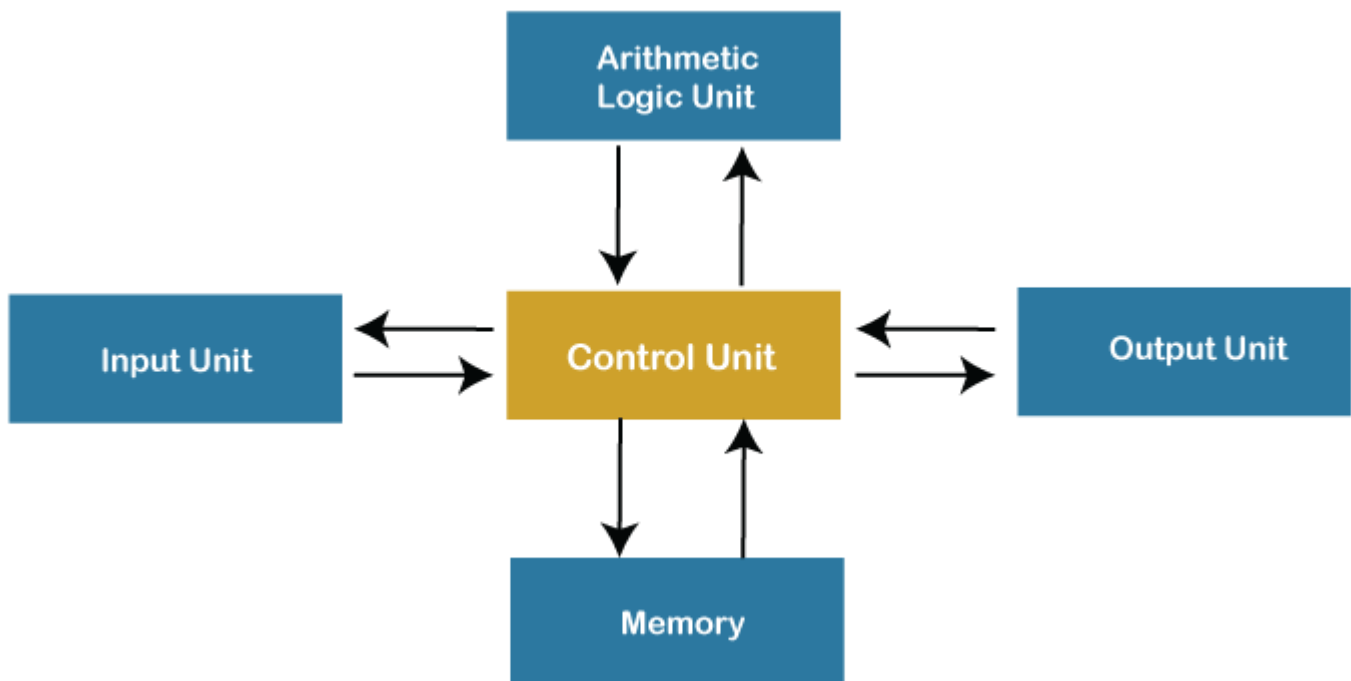 Arithmetic
Logic Unit
Input Unit
Control Unit
Output Unit
Memory